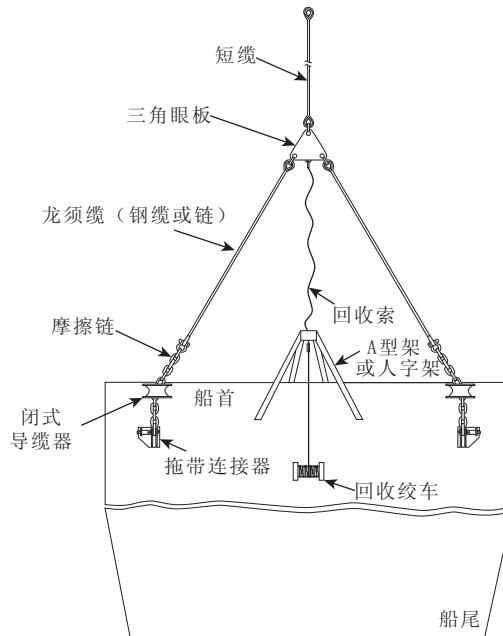 短缆
三角眼板
龙须缆（钢缆或链）
回收索
摩擦链
A型架
或人字架
船首
闭式
导缆器
拖带连接器
回收绞车
船尾